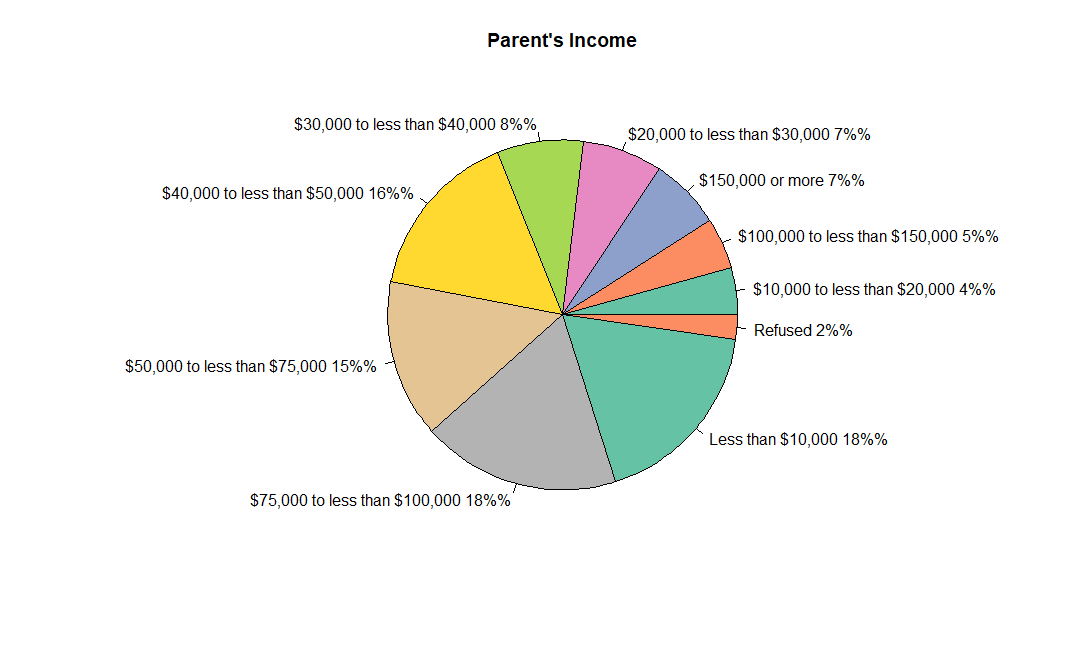 Parent's Income
$30,000 to less than $40,000 8%%
$20,000 to less than $30,000 7%%
$150,000 or more 7%%
$40,000 to less than $50,000 16%%
$100,000 to less than $150,000 5%%
$10,000 to less than $20,000 4%%
Refused 2%%
$50,000 to less than $75,000 15%%
Less than $10,000 18%%
$75,000 to less than $100,000 18%%